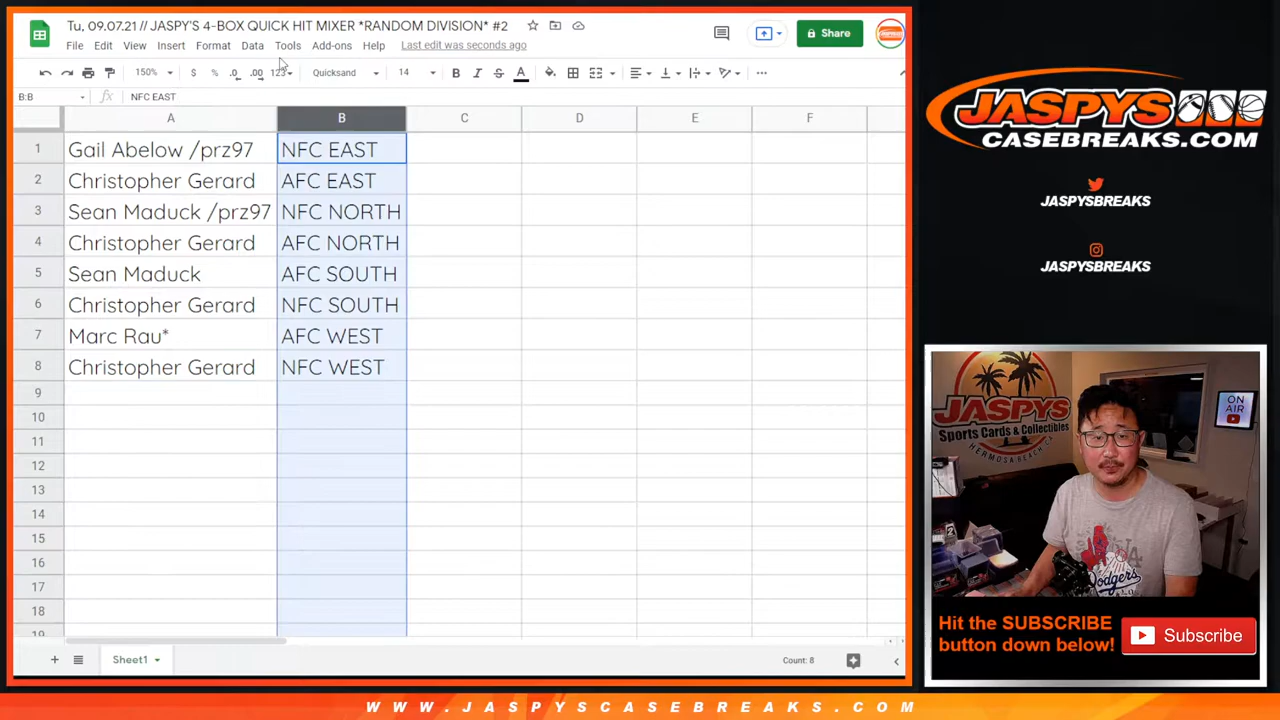 Tu, 09.07.21 // JASPY'S 4-BOX QUICK HIT MIXER *RANDOM DIVISION* #2
File Edit View Insert Format Data Tools Add-ons Help Last edit was seconds ago
Share
150% $ % .0 .00 123 Quicksand 14 B I S A
B:B fx NFC EAST
A B C D E F
1 Gail Abelow /prz97 NFC EAST
2 Christopher Gerard AFC EAST
3 Sean Maduck /prz97 NFC NORTH
4 Christopher Gerard AFC NORTH
5 Sean Maduck AFC SOUTH
6 Christopher Gerard NFC SOUTH
7 Marc Rau* AFC WEST
8 Christopher Gerard NFC WEST
9
10
11
12
13
14
15
16
17
18
19
Sheet1
Count: 8
JASPYS
CASEBREAKS.COM
JASPYSBREAKS
JASPYSBREAKS
JASPYS
Sports Cards & Collectibles
HERMOSA BEACH, CA
ON
AIR
Dodgers
Hit the SUBSCRIBE
button down below!
Subscribe
WWW.JASPYSCASEBREAKS.COM